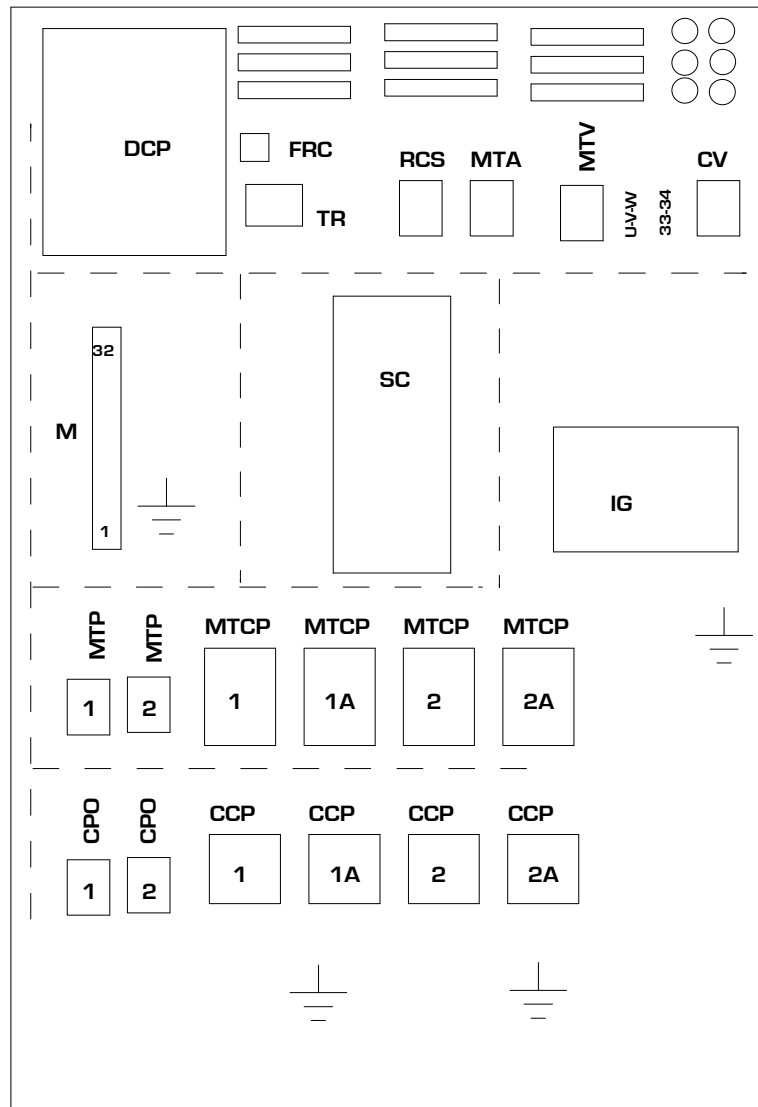 DCP
FRC
TR
RCS
MTA
MTV
U-V-W
33-34
CV
32
M
1
SC
IG
MTP
MTP
MTCP
MTCP
MTCP
MTCP
1
2
1
1A
2
2A
CPO
CPO
CCP
CCP
CCP
CCP
1
2
1
1A
2
2A